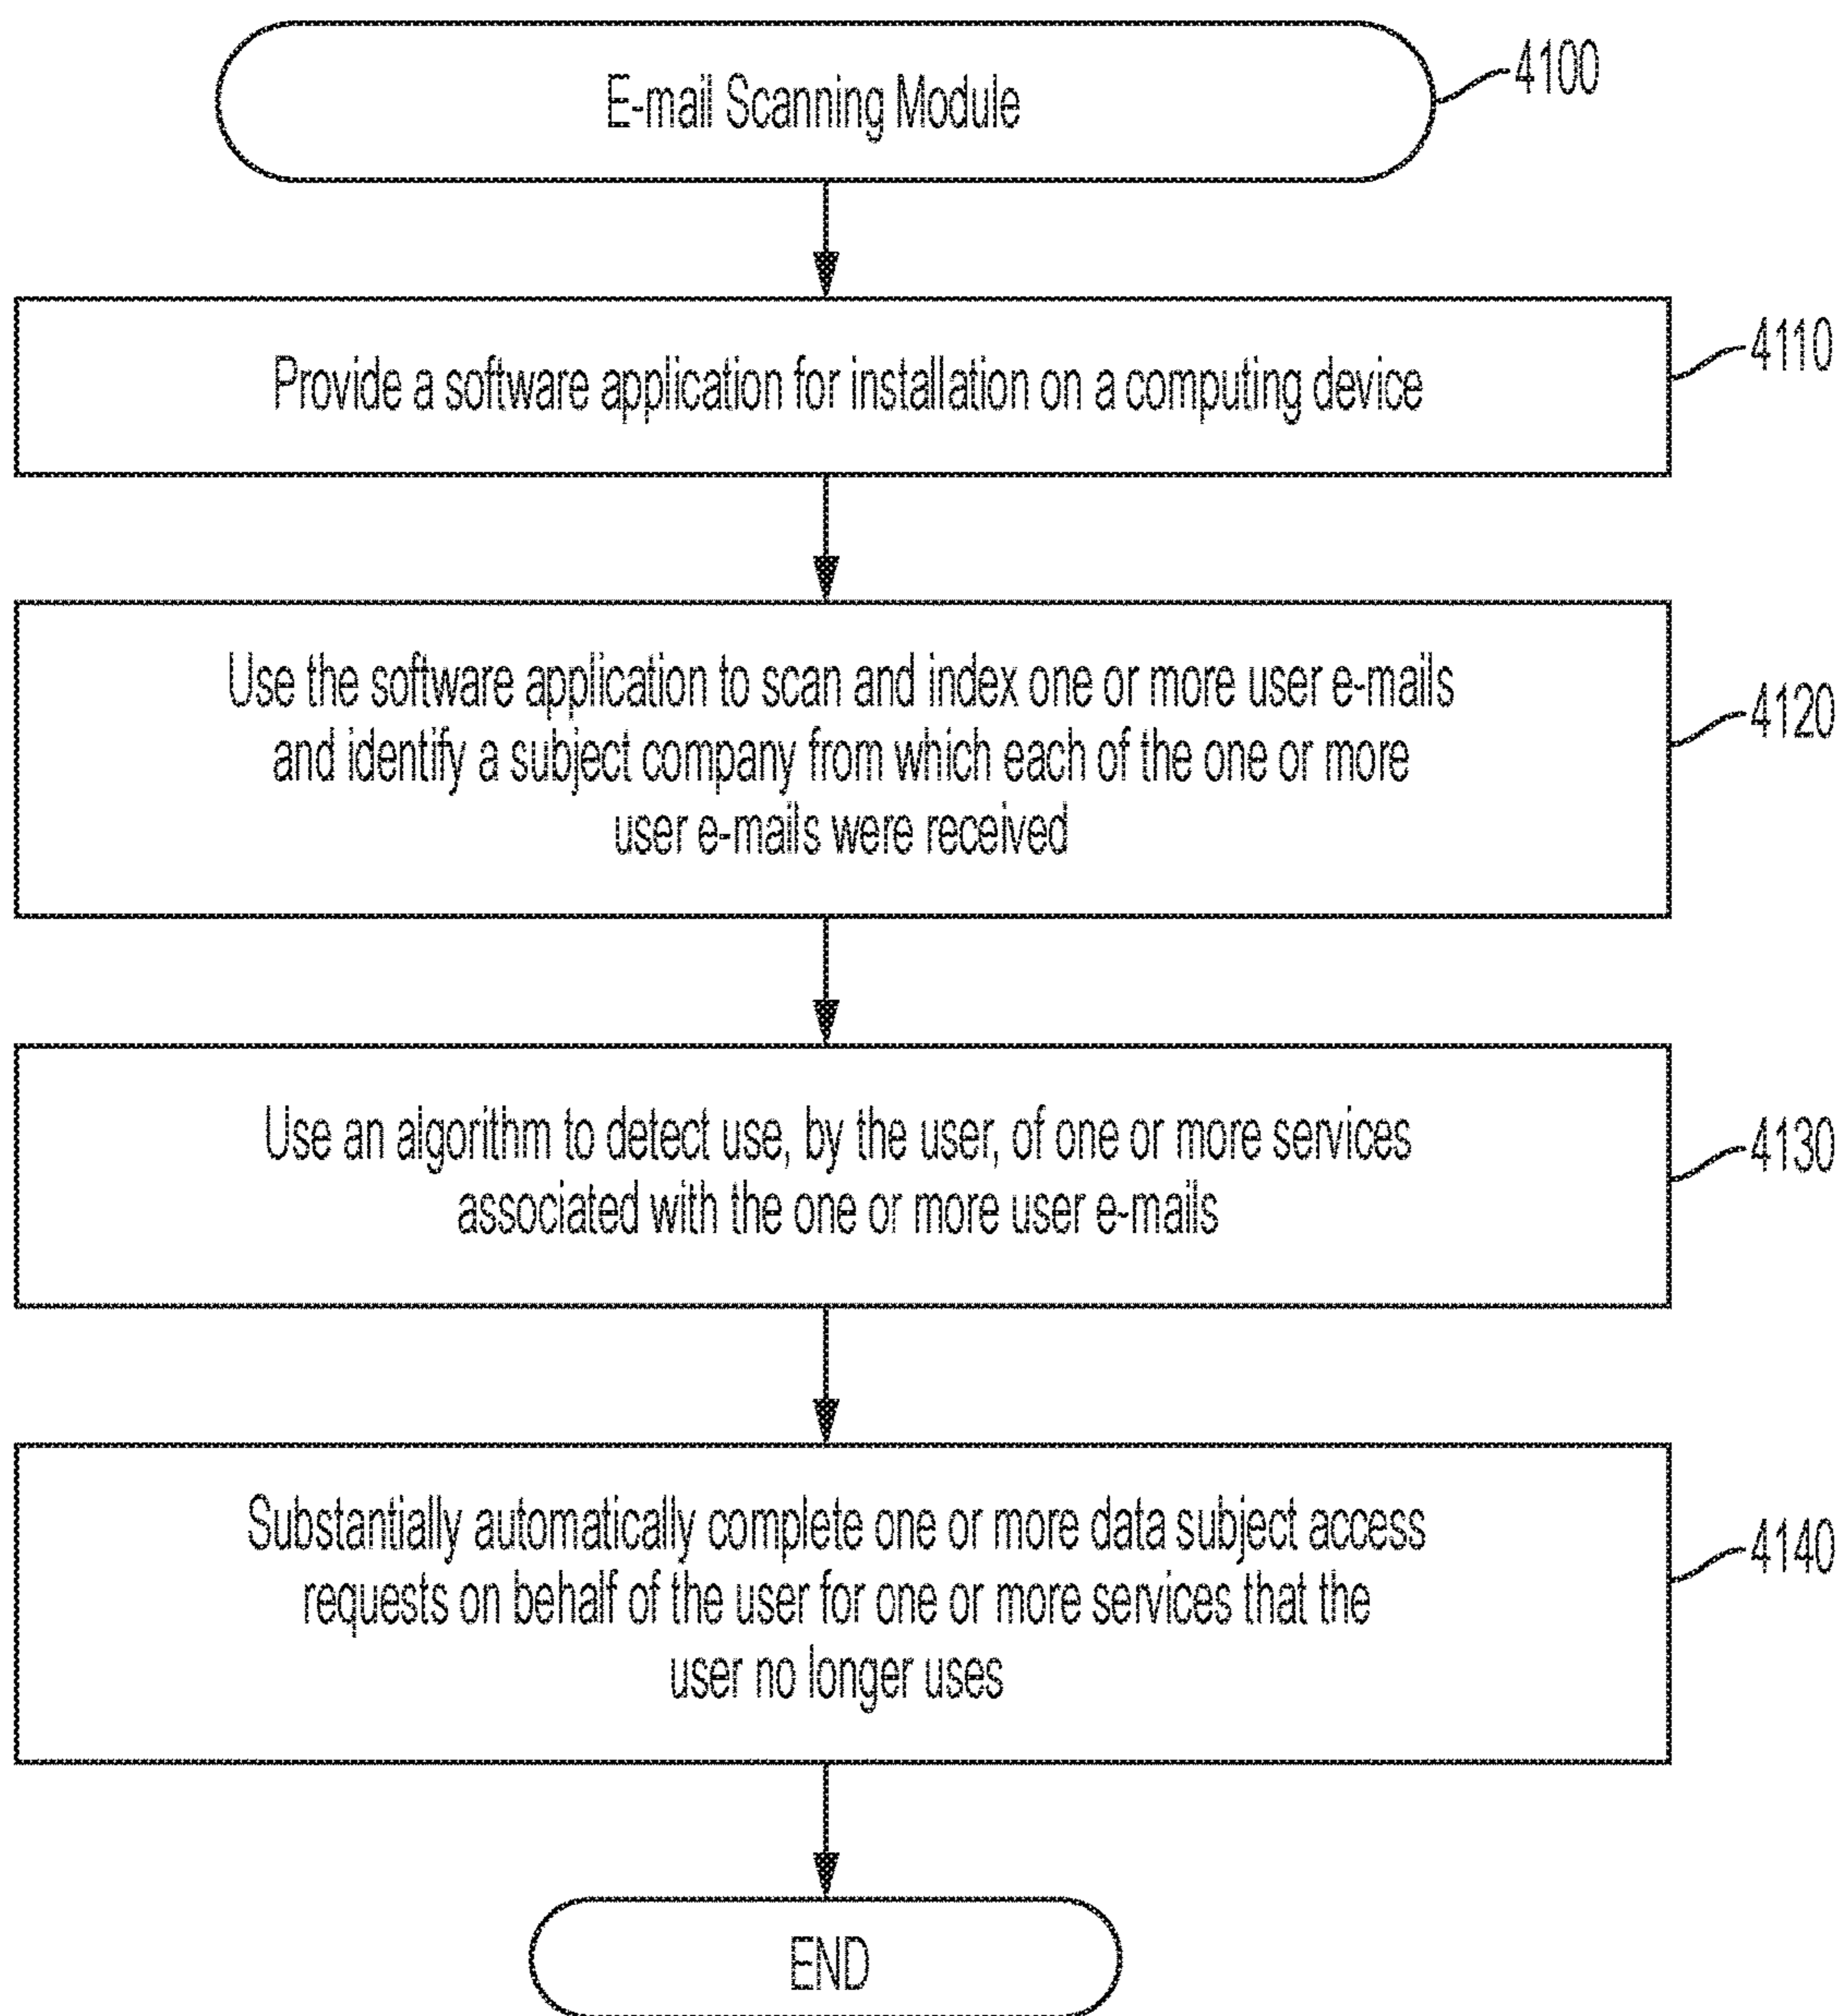 E-mail Scanning Module
4100
Provide a software application for installation on a computing device
4110
Use the software application to scan and index one or more user e-mails
and identify a subject company from which each of the one or more
user e-mails were received
4120
Use an algorithm to detect use, by the user, of one or more services
associated with the one or more user e-mails
4130
Substantially automatically complete one or more data subject access
requests on behalf of the user for one or more services that the
user no longer uses
4140
END